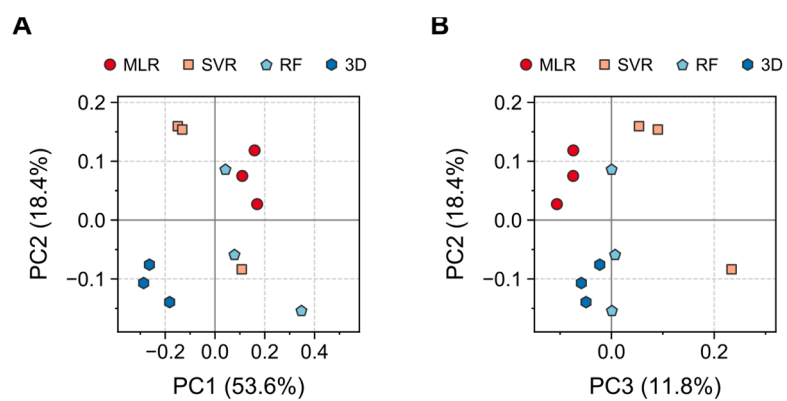 A
MLR SVR RF 3D
0.2
0.1
0.0
−0.1
PC2 (18.4%)
−0.2 0.0 0.2 0.4
PC1 (53.6%)
B
MLR SVR RF 3D
0.2
0.1
0.0
−0.1
PC2 (18.4%)
0.0 0.2
PC3 (11.8%)